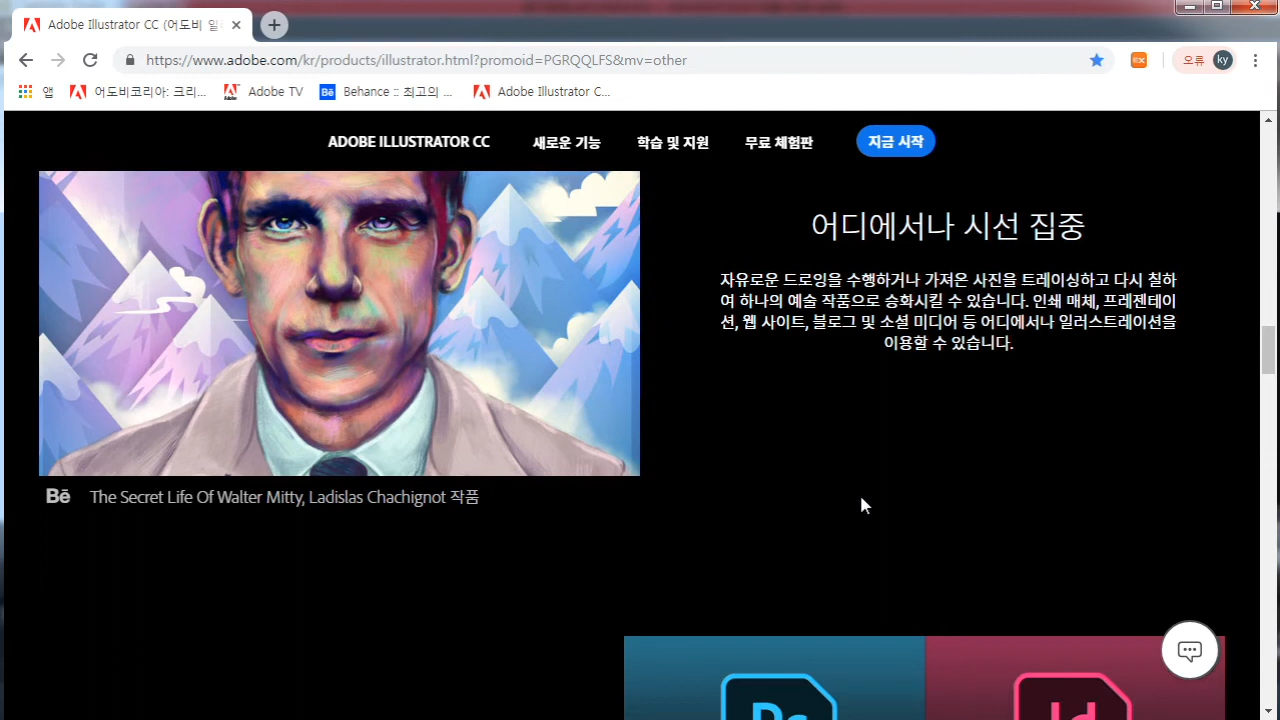 Adobe Illustrator CC (어도비 일
https://www.adobe.com/kr/products/illustrator.html?promoid=PGRQQLFS&mv=other
오류 ky
앱 어도비코리아: 크리... Adobe TV Bē Behance :: 최고의 ... Adobe Illustrator C...
ADOBE ILLUSTRATOR CC 새로운 기능 학습 및 지원 무료 체험판 지금 시작
어디에서나 시선 집중
자유로운 드로잉을 수행하거나 가져온 사진을 트레이싱하고 다시 칠하
여 하나의 예술 작품으로 승화시킬 수 있습니다. 인쇄 매체, 프레젠테이
션, 웹 사이트, 블로그 및 소셜 미디어 등 어디에서나 일러스트레이션을
이용할 수 있습니다.
Bē The Secret Life Of Walter Mitty, Ladislas Chachignot 작품
Ps Id